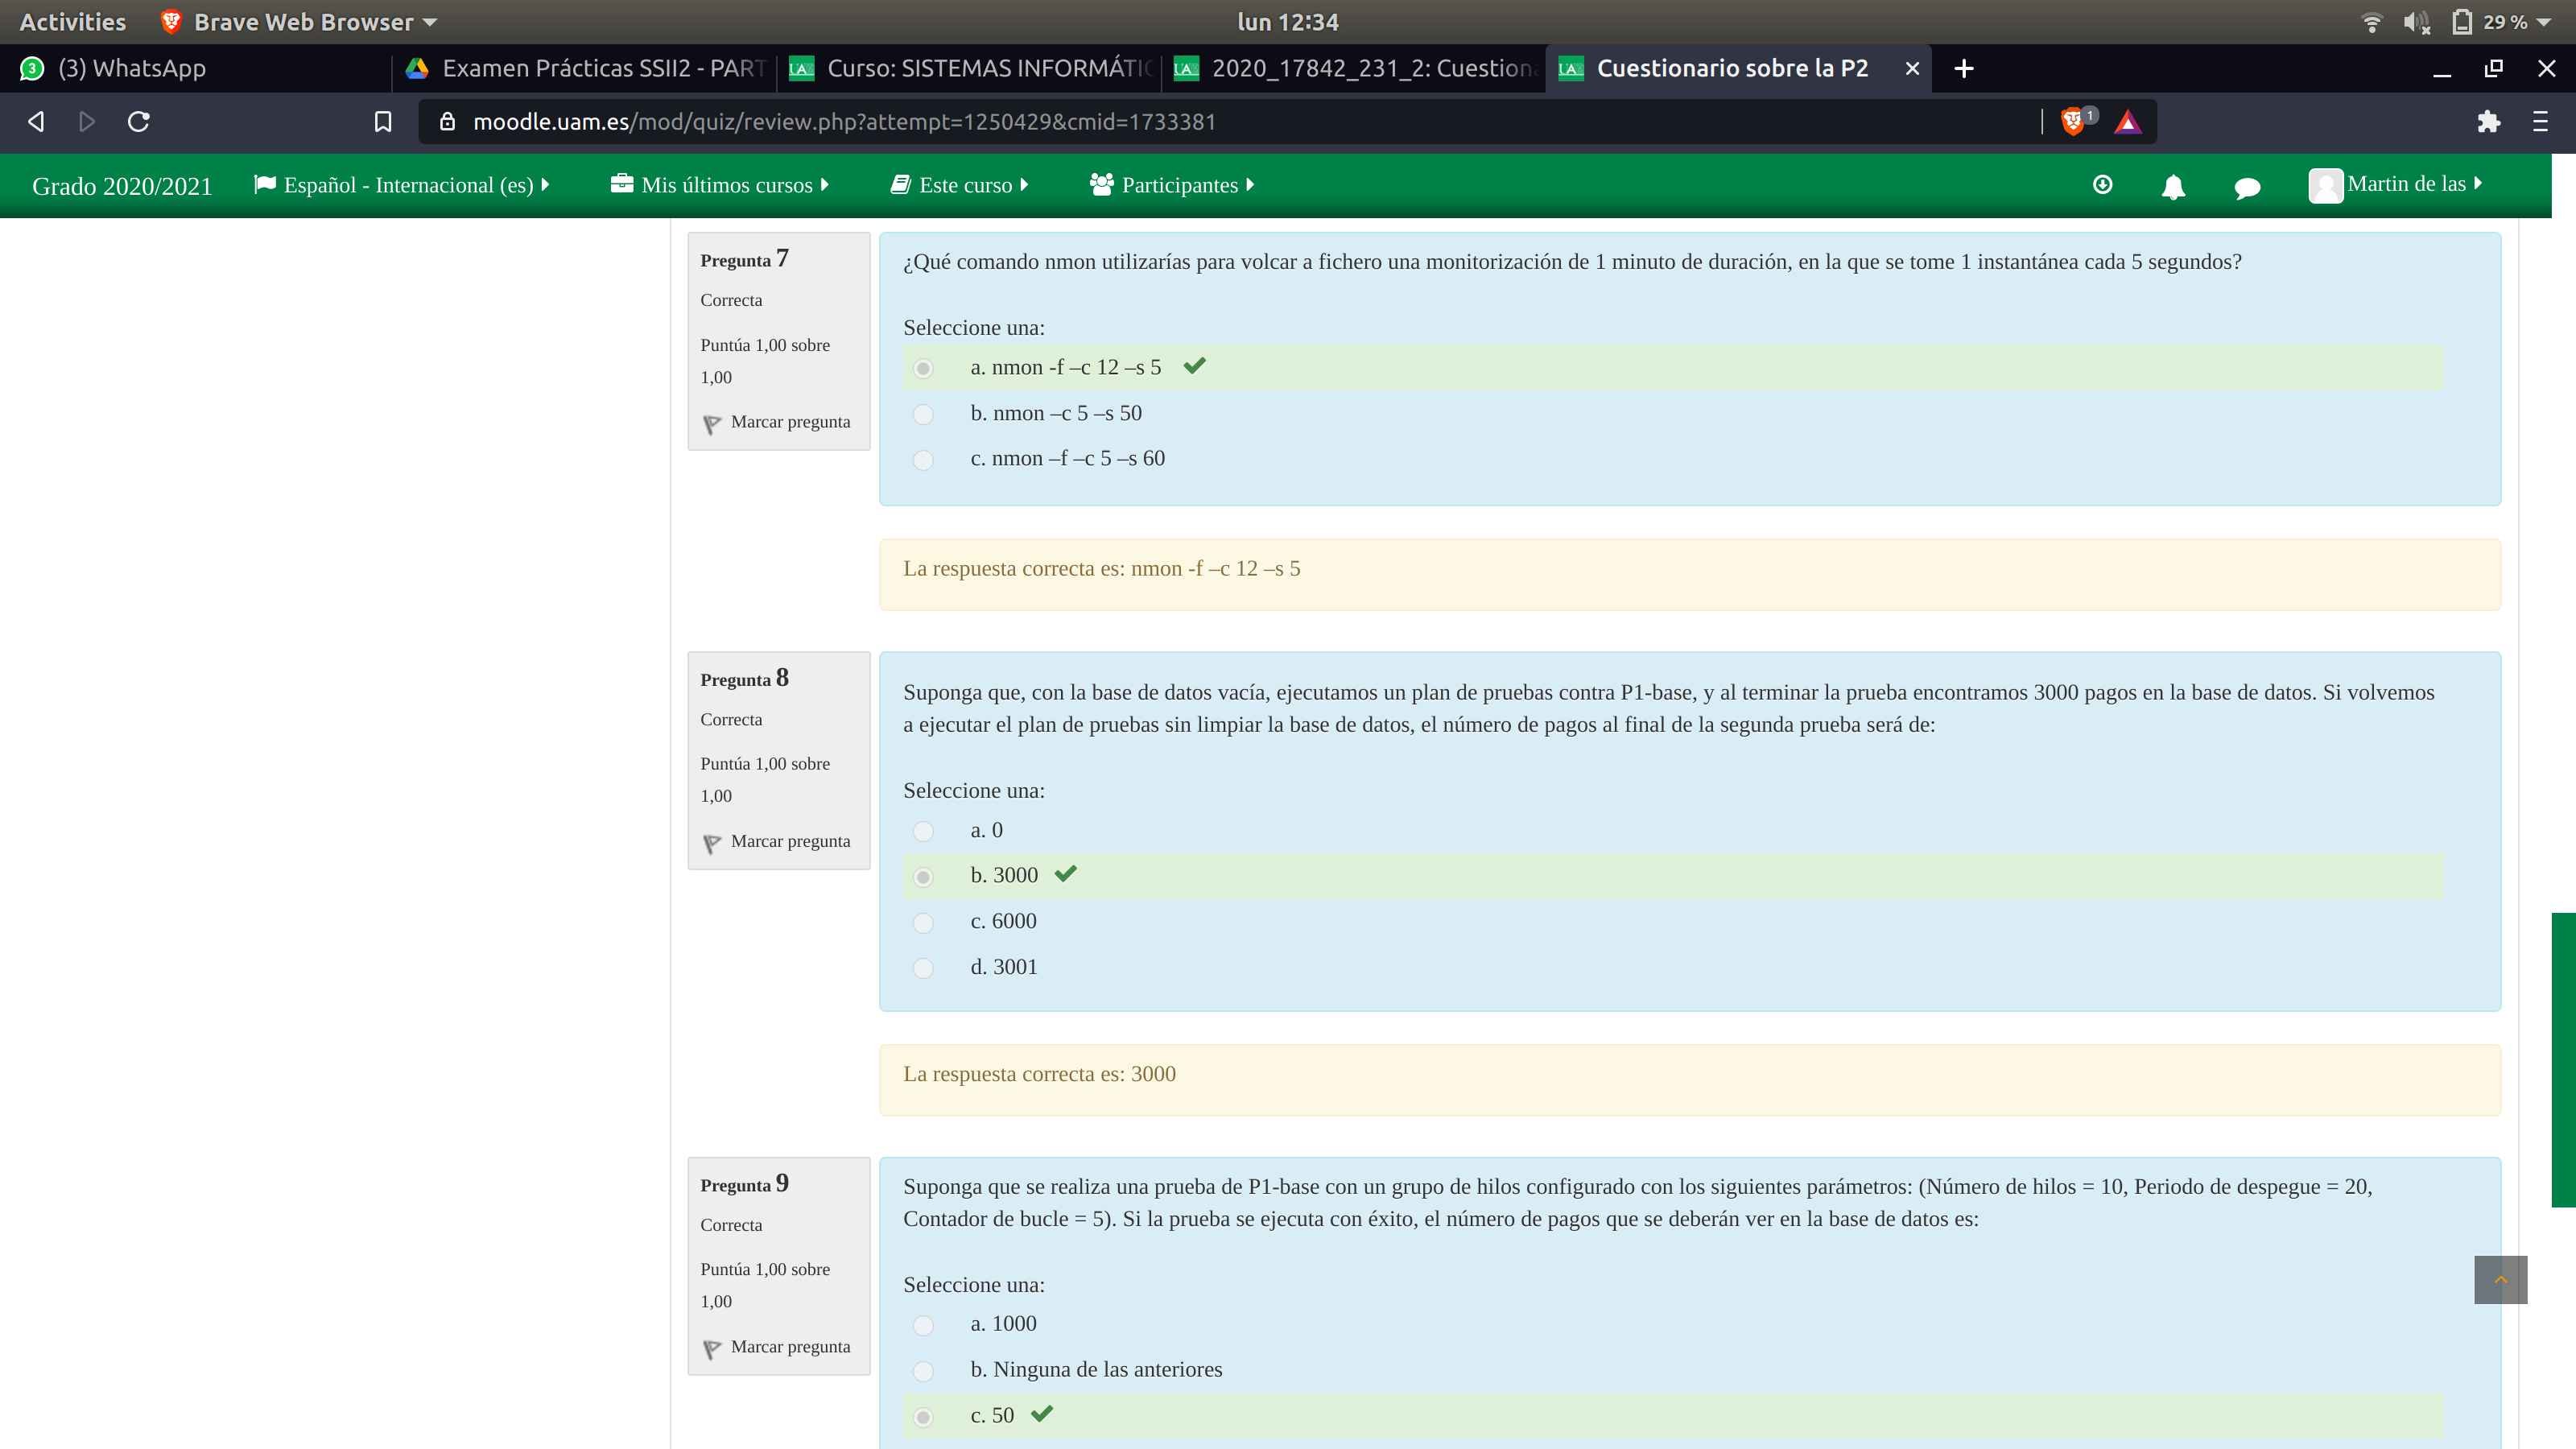 Activities Brave Web Browser lun 12:34 29 %
3 (3) WhatsApp Examen Prácticas SSII2 - PART Curso: SISTEMAS INFORMÁTIC 2020_17842_231_2: Cuestiona Cuestionario sobre la P2
moodle.uam.es/mod/quiz/review.php?attempt=1250429&cmid=1733381 1
Grado 2020/2021 Español - Internacional (es) Mis últimos cursos Este curso Participantes Martin de las
Pregunta 7
Correcta
Puntúa 1,00 sobre
1,00
Marcar pregunta
¿Qué comando nmon utilizarías para volcar a fichero una monitorización de 1 minuto de duración, en la que se tome 1 instantánea cada 5 segundos?
Seleccione una:
a. nmon -f –c 12 –s 5
b. nmon –c 5 –s 50
c. nmon –f –c 5 –s 60
La respuesta correcta es: nmon -f –c 12 –s 5
Pregunta 8
Correcta
Puntúa 1,00 sobre
1,00
Marcar pregunta
Suponga que, con la base de datos vacía, ejecutamos un plan de pruebas contra P1-base, y al terminar la prueba encontramos 3000 pagos en la base de datos. Si volvemos
a ejecutar el plan de pruebas sin limpiar la base de datos, el número de pagos al final de la segunda prueba será de:
Seleccione una:
a. 0
b. 3000
c. 6000
d. 3001
La respuesta correcta es: 3000
Pregunta 9
Correcta
Puntúa 1,00 sobre
1,00
Marcar pregunta
Suponga que se realiza una prueba de P1-base con un grupo de hilos configurado con los siguientes parámetros: (Número de hilos = 10, Periodo de despegue = 20,
Contador de bucle = 5). Si la prueba se ejecuta con éxito, el número de pagos que se deberán ver en la base de datos es:
Seleccione una:
a. 1000
b. Ninguna de las anteriores
c. 50